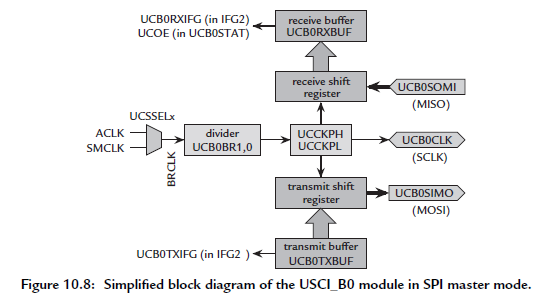 UCB0RXIFG (in IFG2)
UCOE (in UCB0STAT)
receive buffer
UCB0RXBUF
receive shift
register
UCB0SOMI
(MISO)
UCSSELx
ACLK
SMCLK
BRCLK
divider
UCB0BR1,0
UCCKPH
UCCKPL
UCB0CLK
(SCLK)
transmit shift
register
UCB0SIMO
(MOSI)
UCB0TXIFG (in IFG2 )
transmit buffer
UCB0TXBUF
Figure 10.8: Simplified block diagram of the USCI_B0 module in SPI master mode.